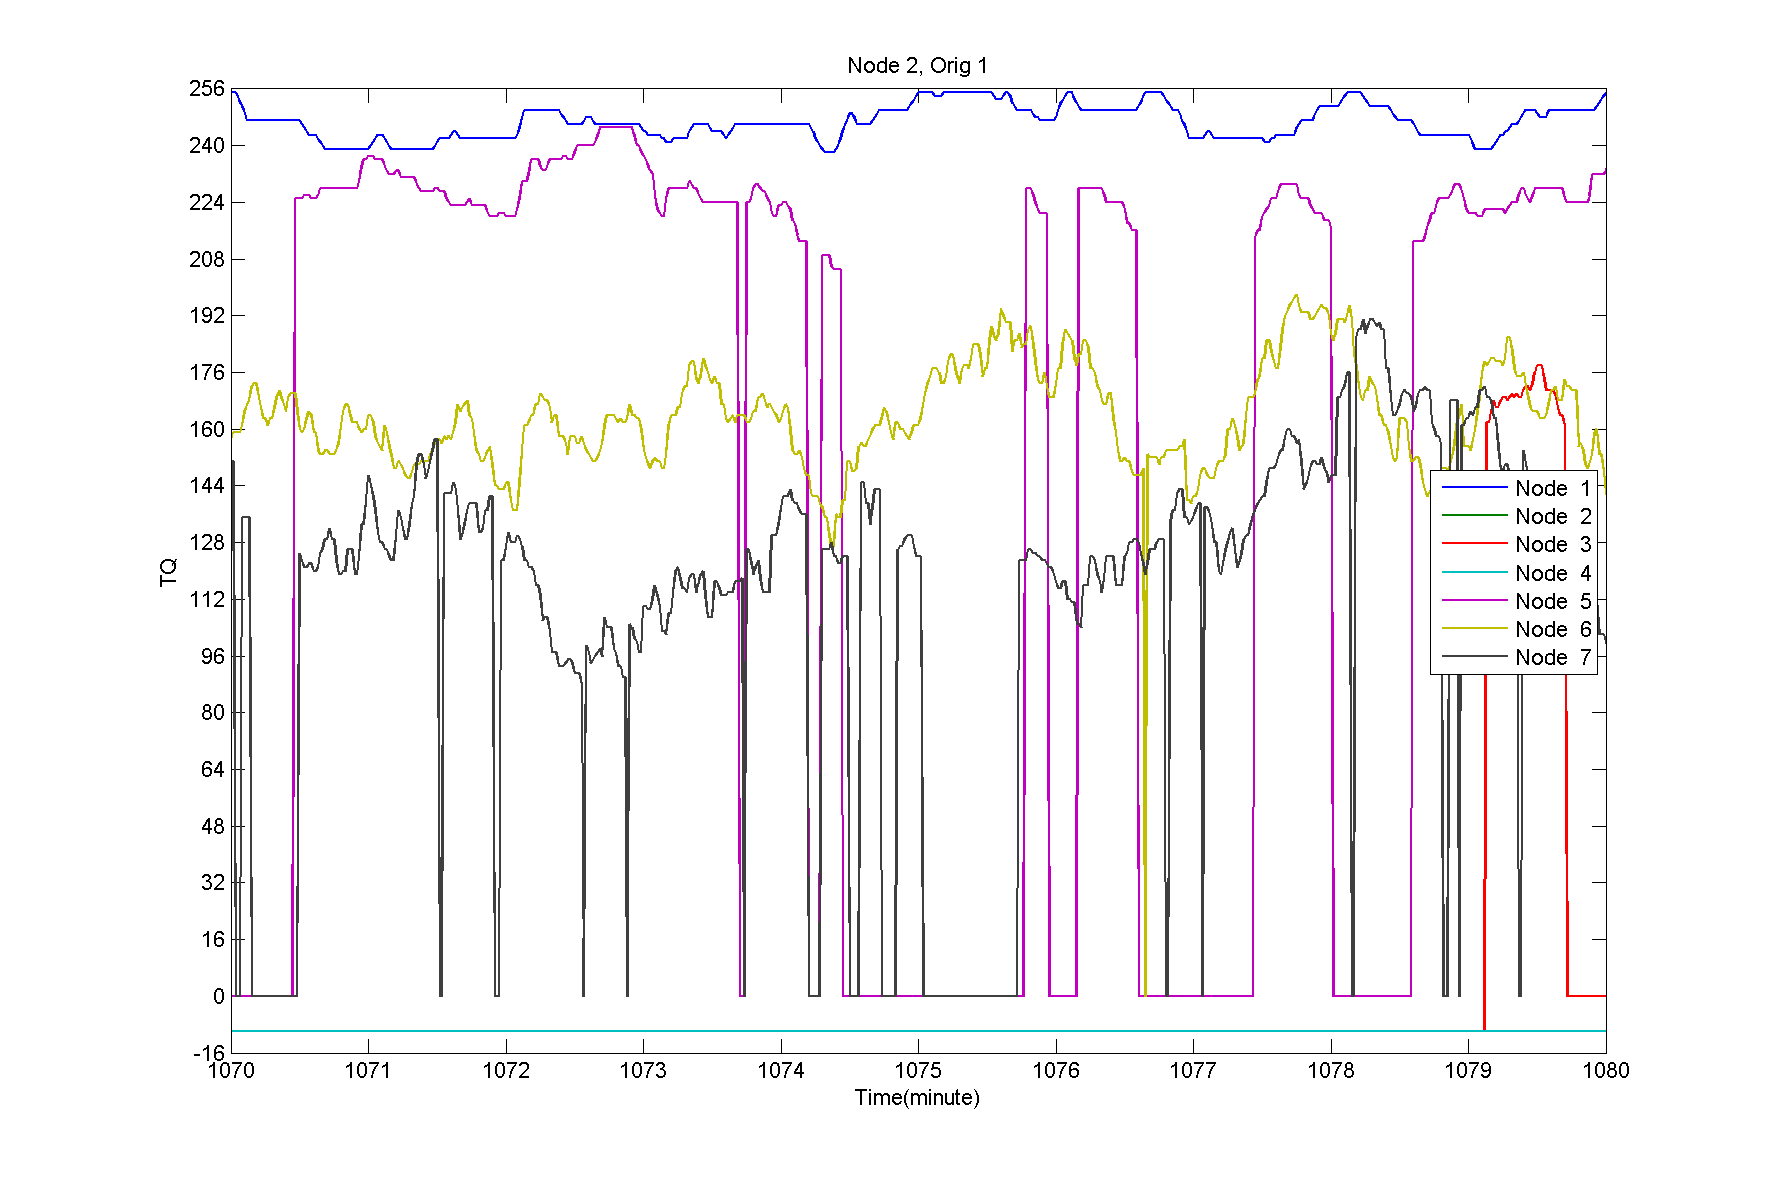 Node 2, Orig 1
256
240
224
208
192
176
160
144
128
112
96
80
64
48
32
16
0
-16
TQ
Node 1
Node 2
Node 3
Node 4
Node 5
Node 6
Node 7
1070 1071 1072 1073 1074 1075 1076 1077 1078 1079 1080
Time(minute)